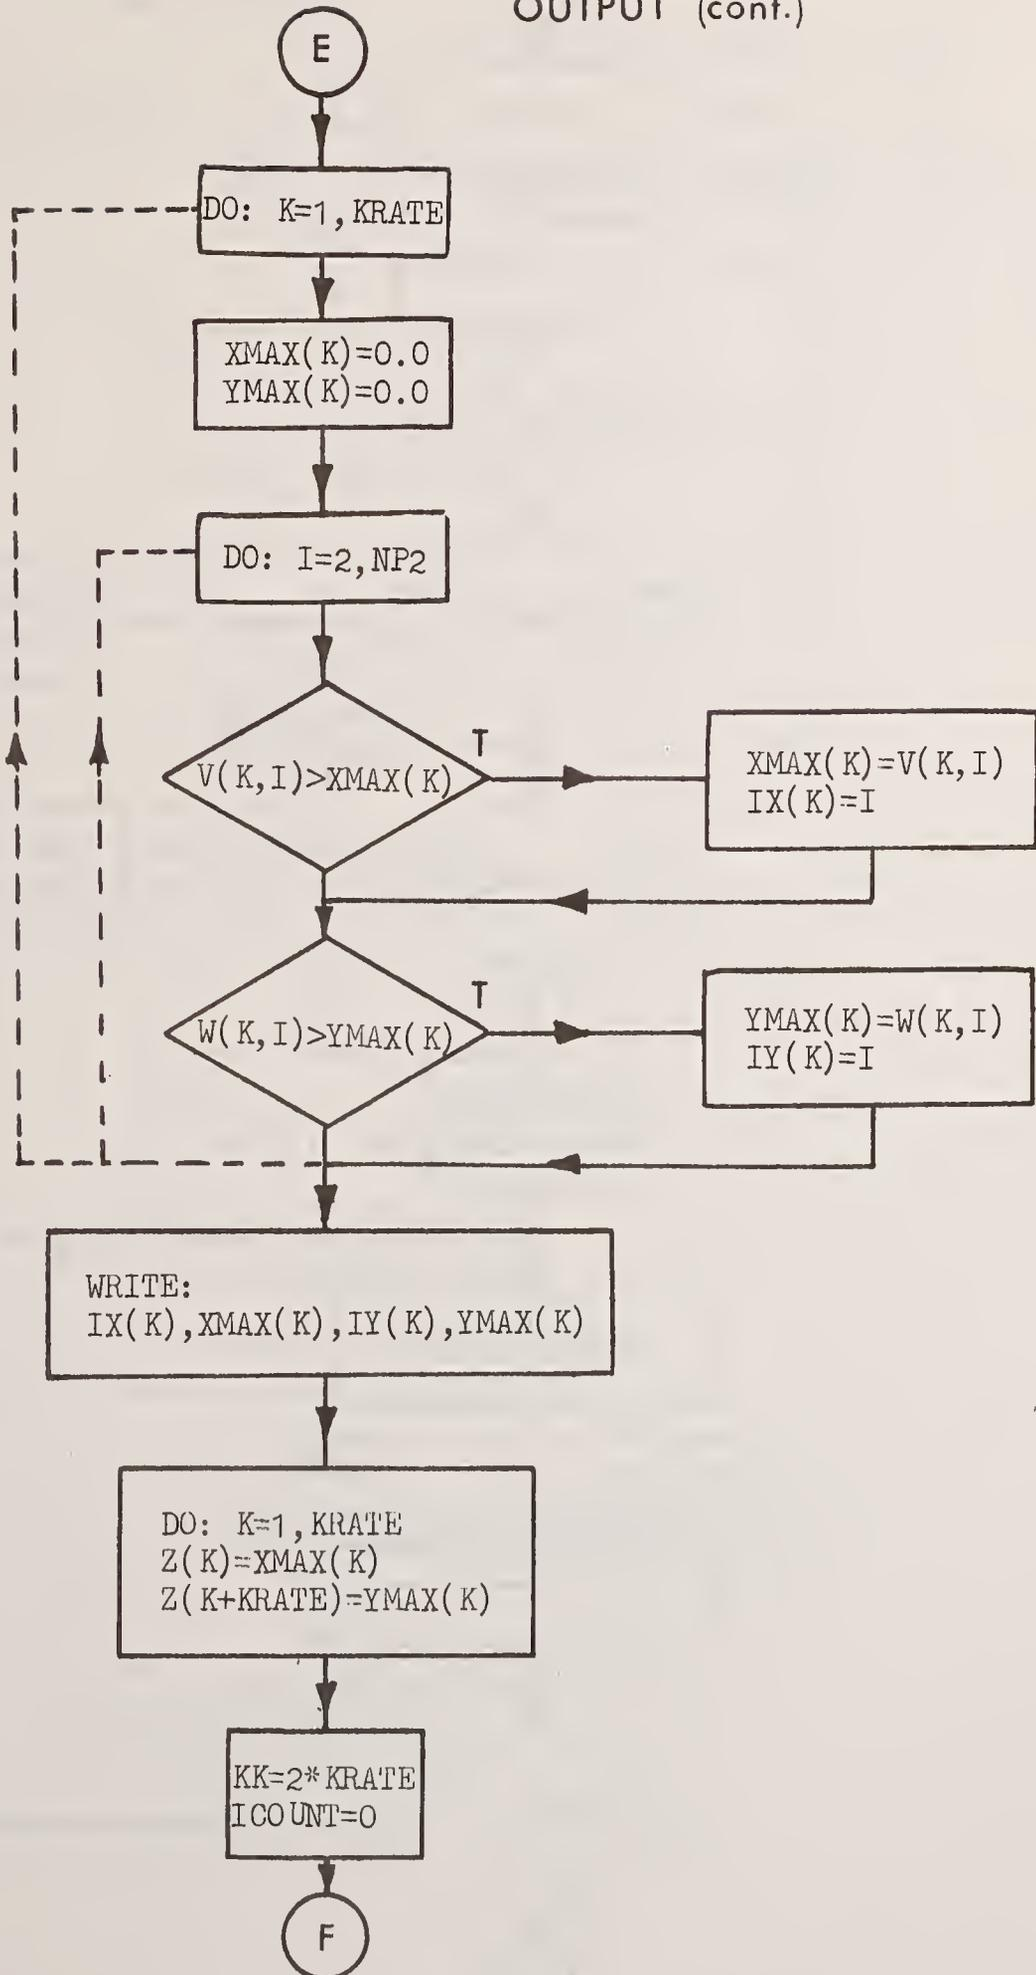 OUTPUT (cont.)
E
DO: K=1,KRATE
XMAX(K)=0.0
YMAX(K)=0.0
DO: I=2,NP2
V(K,I)>XMAX(K)
T
XMAX(K)=V(K,I)
IX(K)=I
W(K,I)>YMAX(K)
T
YMAX(K)=W(K,I)
IY(K)=I
WRITE:
IX(K),XMAX(K),IY(K),YMAX(K)
DO: K=1,KRATE
Z(K)=XMAX(K)
Z(K+KRATE)=YMAX(K)
KK=2*KRATE
ICOUNT=0
F